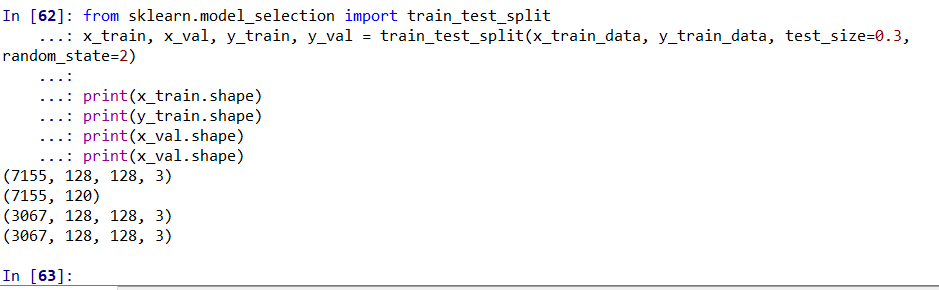 In [62]: from sklearn.model_selection import train_test_split
...: x_train, x_val, y_train, y_val = train_test_split(x_train_data, y_train_data, test_size=0.3,
random_state=2)
...:
...: print(x_train.shape)
...: print(y_train.shape)
...: print(x_val.shape)
...: print(x_val.shape)
(7155, 128, 128, 3)
(7155, 120)
(3067, 128, 128, 3)
(3067, 128, 128, 3)
In [63]: